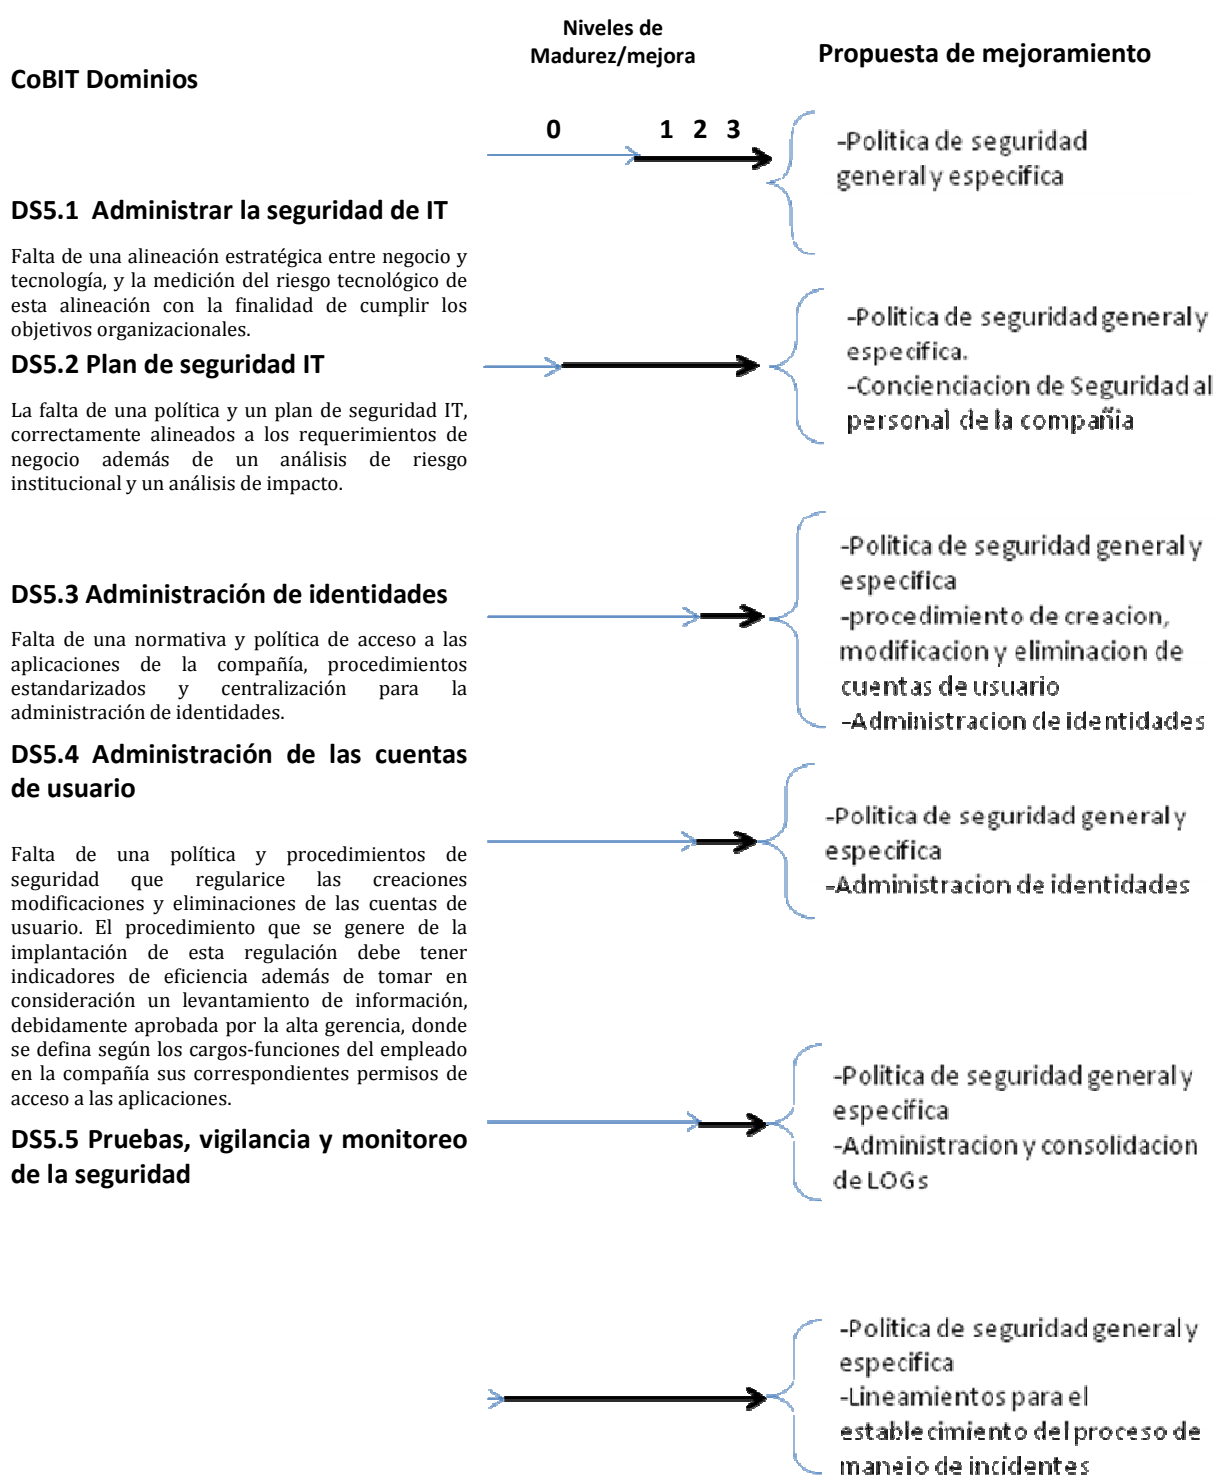 Niveles de
Madurez/mejora
Propuesta de mejoramiento
CoBIT Dominios
0 1 2 3
-Politica de seguridad
general y especifica
DS5.1 Administrar la seguridad de IT
Falta de una alineación estratégica entre negocio y
tecnología, y la medición del riesgo tecnológico de
esta alineación con la finalidad de cumplir los
objetivos organizacionales.
-Politica de seguridad general y
especifica.
-Concienciacion de Seguridad al
personal de la compañia
DS5.2 Plan de seguridad IT
La falta de una política y un plan de seguridad IT,
correctamente alineados a los requerimientos de
negocio además de un análisis de riesgo
institucional y un análisis de impacto.
-Politica de seguridad general y
especifica
-procedimiento de creacion,
modificacion y eliminacion de
cuentas de usuario
-Administracion de identidades
DS5.3 Administración de identidades
Falta de una normativa y política de acceso a las
aplicaciones de la compañía, procedimientos
estandarizados y centralización para la
administración de identidades.
DS5.4 Administración de las cuentas
de usuario
-Politica de seguridad general y
especifica
-Administracion de identidades
Falta de una política y procedimientos de
seguridad que regularice las creaciones
modificaciones y eliminaciones de las cuentas de
usuario. El procedimiento que se genere de la
implantación de esta regulación debe tener
indicadores de eficiencia además de tomar en
consideración un levantamiento de información,
debidamente aprobada por la alta gerencia, donde
se defina según los cargos-funciones del empleado
en la compañía sus correspondientes permisos de
acceso a las aplicaciones.
-Politica de seguridad general y
especifica
-Administracion y consolidacion
de LOGs
DS5.5 Pruebas, vigilancia y monitoreo
de la seguridad
-Politica de seguridad general y
especifica
-Lineamientos para el
establecimiento del proceso de
manejo de incidentes